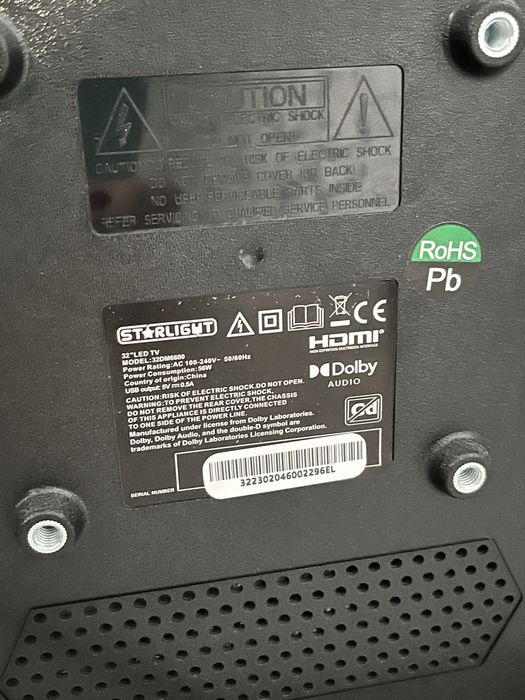 CAUTION
RISK OF ELECTRIC SHOCK
DO NOT OPEN!
CAUTION: TO REDUCE THE RISK OF ELECTRIC SHOCK
DO NOT REMOVE COVER (OR BACK)
NO USER SERVICEABLE PARTS INSIDE
REFER SERVICING TO QUALIFIED SERVICE PERSONNEL
RoHS
Pb
STARLIGHT
CE
HDMI
HIGH-DEFINITION MULTIMEDIA INTERFACE
Dolby
AUDIO
Cd
32"LED TV
MODEL:32DM6600
Power Rating:AC 100-240V~ 50/60Hz
Power Consumption:56W
Country of origin:China
USB output: 5V⎓0.5A
CAUTION:RISK OF ELECTRIC SHOCK.DO NOT OPEN.
WARNING:TO PREVENT ELECTRIC SHOCK,
DO NOT REMOVE THE REAR COVER,THE CHASSIS
OF THIS APPLIANCE IS DIRECTLY CONNECTED
TO ONE SIDE OF THE POWER LINE.
Manufactured under license from Dolby Laboratories.
Dolby, Dolby Audio, and the double-D symbol are
trademarks of Dolby Laboratories Licensing Corporation.
SERIAL NUMBER
322302046002296EL